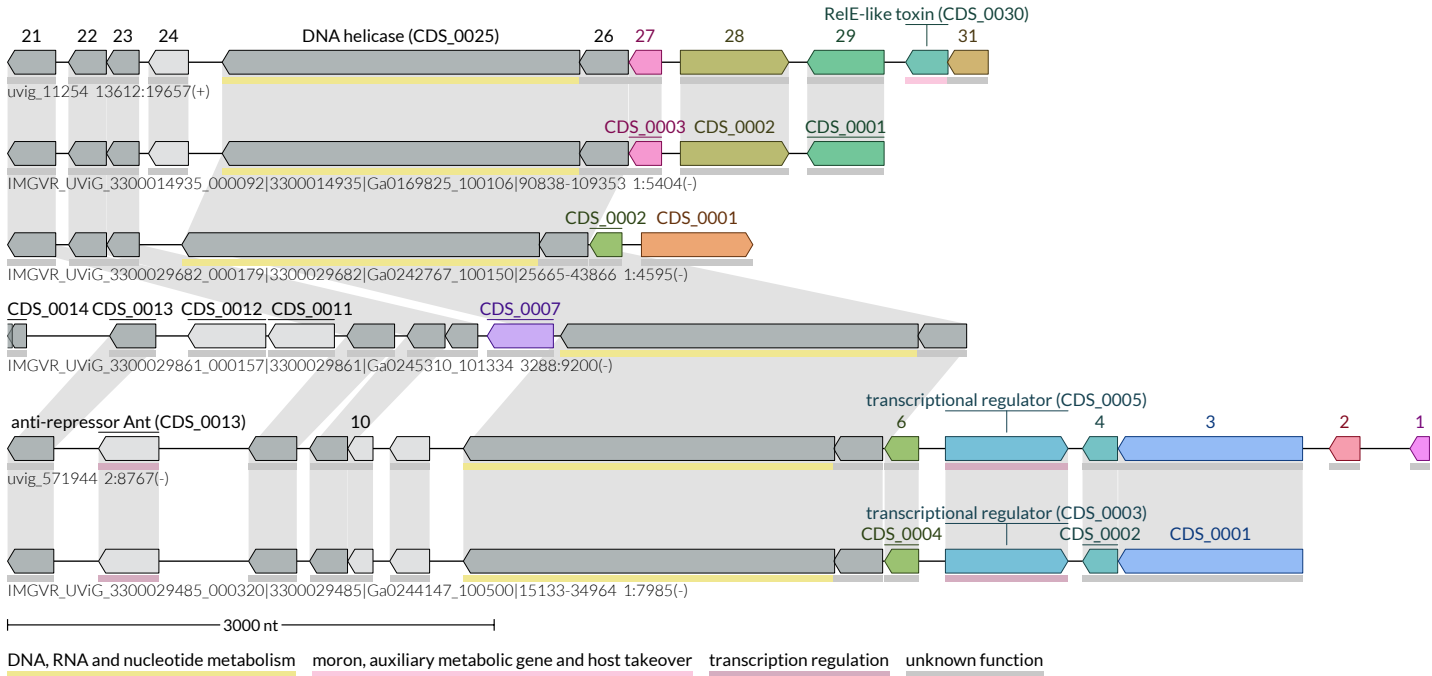 RelE-like toxin (CDS_0030)
21 22 23 24 DNA helicase (CDS_0025) 26 27 28 29 31
uvig_11254 13612:19657(+)
CDS_0003 CDS_0002 CDS_0001
IMGVR_UViG_3300014935_000092|3300014935|Ga0169825_100106|90838-109353 1:5404(-)
CDS_0002 CDS_0001
IMGVR_UViG_3300029682_000179|3300029682|Ga0242767_100150|25665-43866 1:4595(-)
CDS_0014 CDS_0013 CDS_0012 CDS_0011 CDS_0007
IMGVR_UViG_3300029861_000157|3300029861|Ga0245310_101334 3288:9200(-)
transcriptional regulator (CDS_0005)
anti-repressor Ant (CDS_0013) 10 6 4 3 2 1
uvig_571944 2:8767(-)
transcriptional regulator (CDS_0003)
CDS_0004 CDS_0002 CDS_0001
IMGVR_UViG_3300029485_000320|3300029485|Ga0244147_100500|15133-34964 1:7985(-)
3000 nt
DNA, RNA and nucleotide metabolism moron, auxiliary metabolic gene and host takeover transcription regulation unknown function